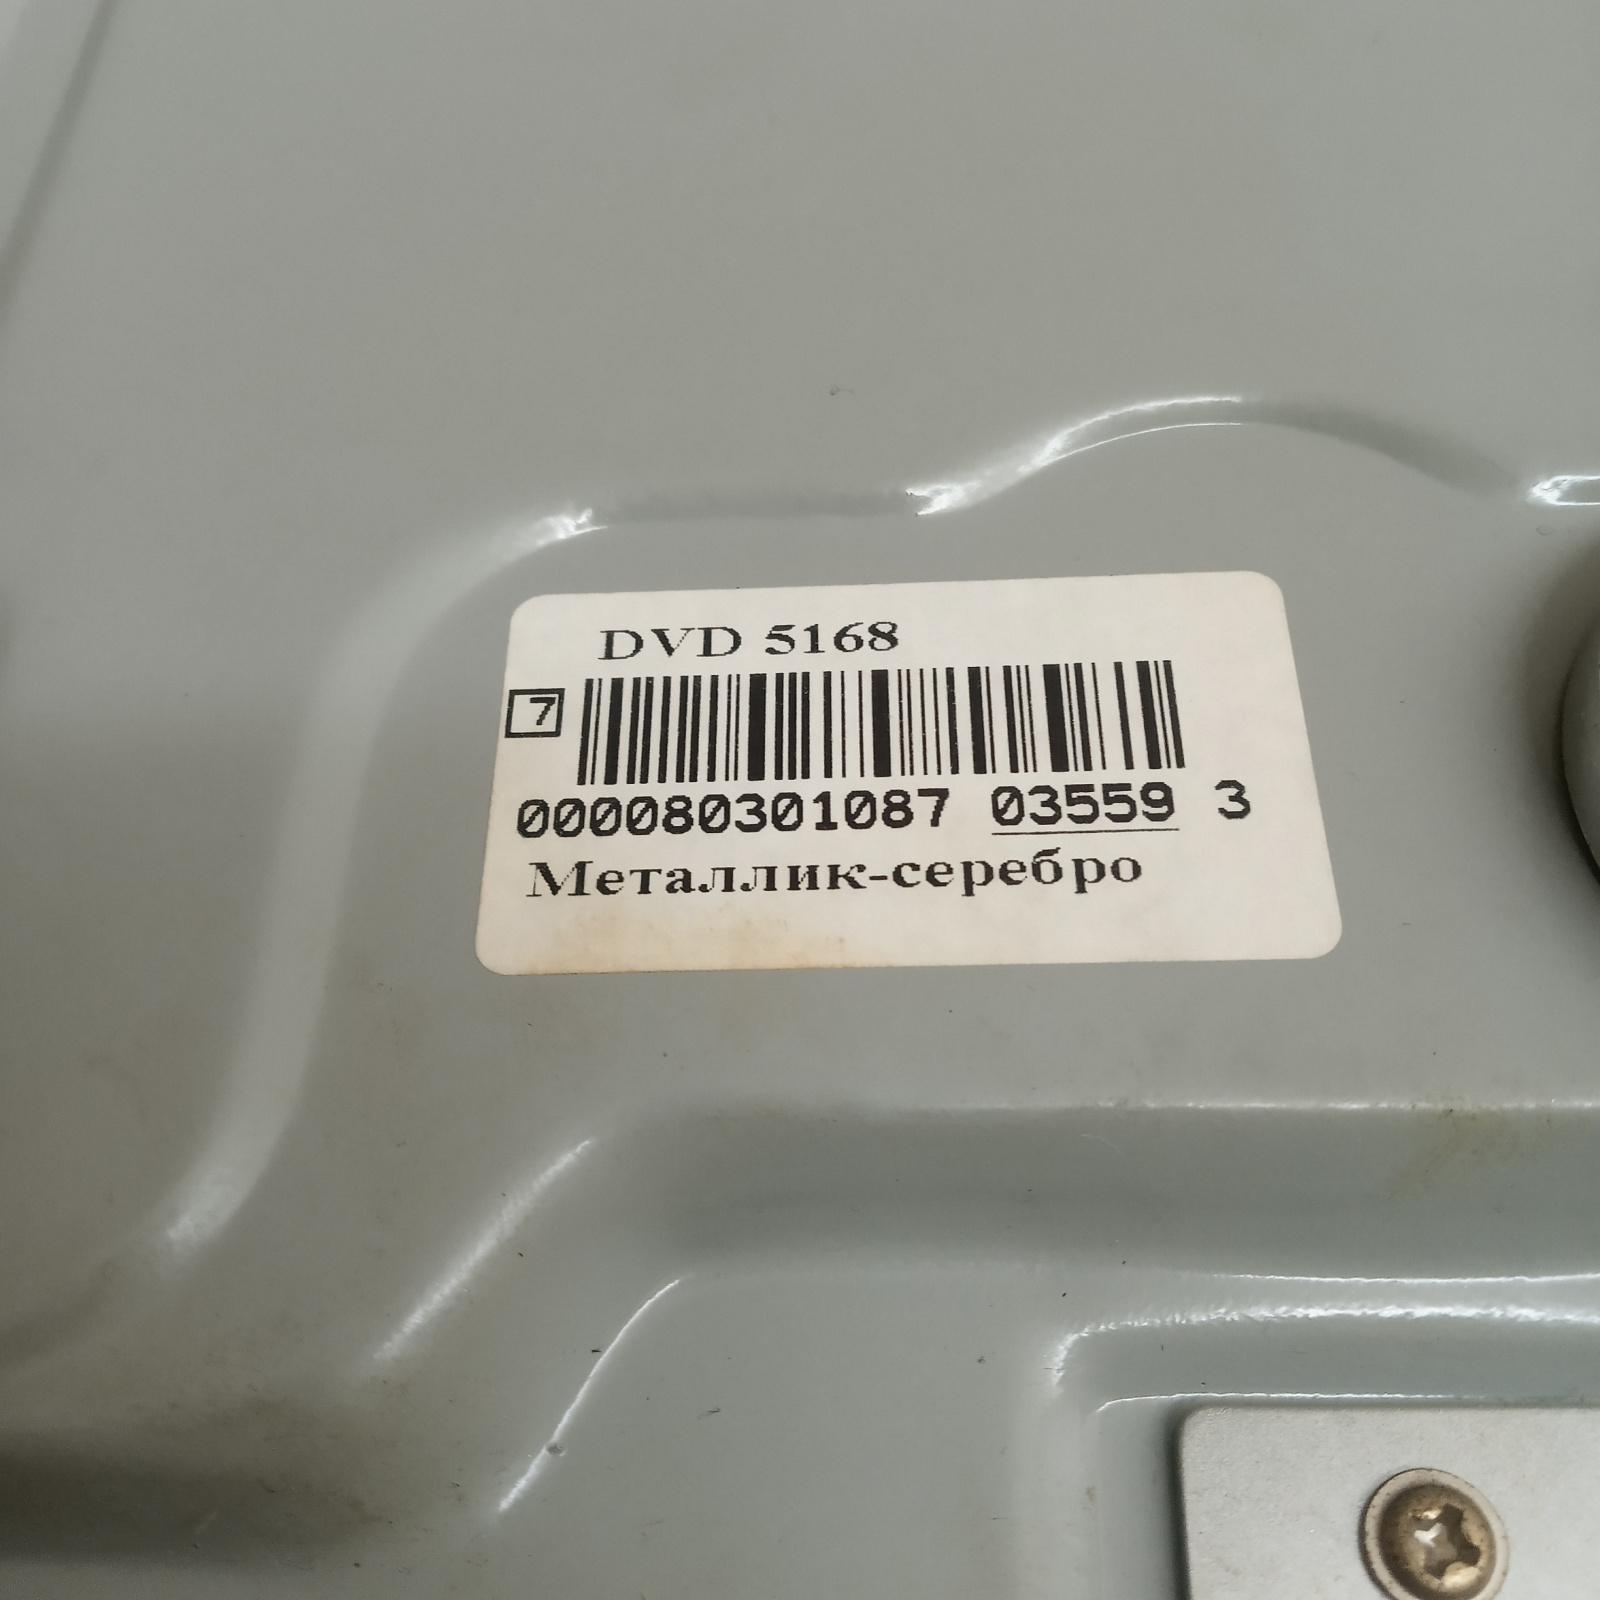 DVD 5168
7
000080301087 03559 3
Металлик-серебро